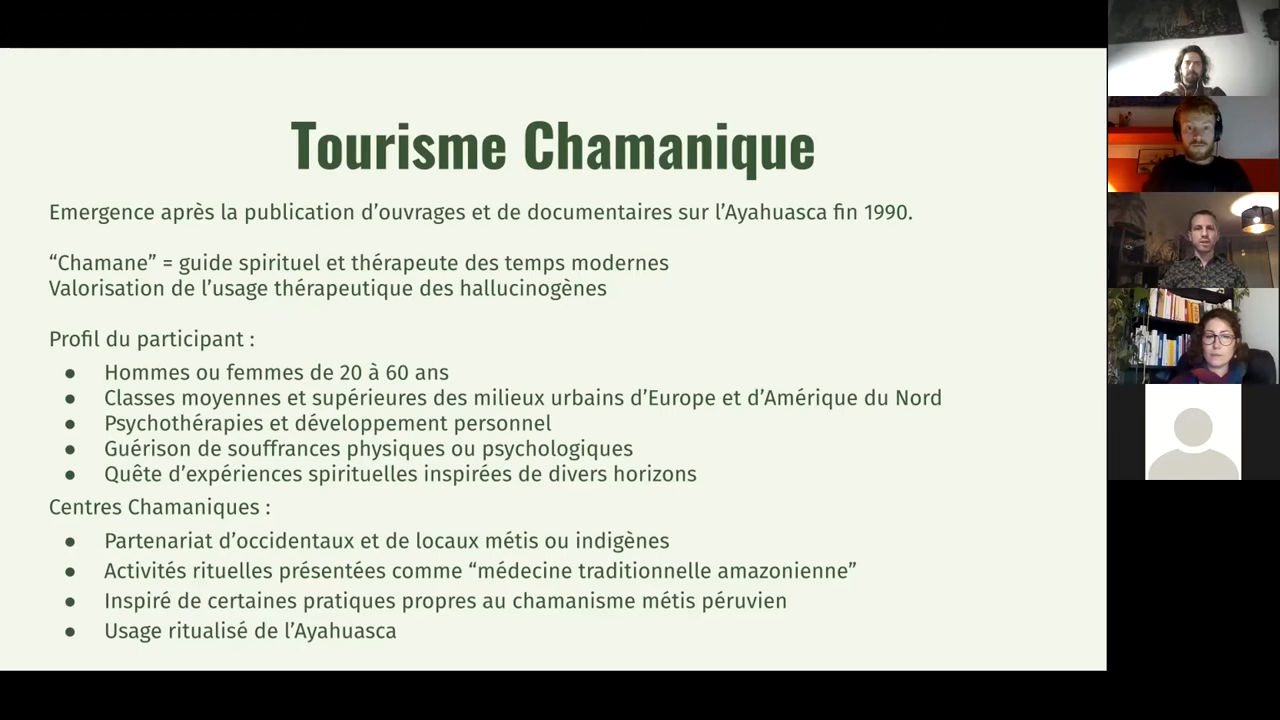 Tourisme Chamanique
Emergence après la publication d’ouvrages et de documentaires sur l’Ayahuasca fin 1990.
“Chamane” = guide spirituel et thérapeute des temps modernes
Valorisation de l’usage thérapeutique des hallucinogènes
Profil du participant :
● Hommes ou femmes de 20 à 60 ans
● Classes moyennes et supérieures des milieux urbains d’Europe et d’Amérique du Nord
● Psychothérapies et développement personnel
● Guérison de souffrances physiques ou psychologiques
● Quête d’expériences spirituelles inspirées de divers horizons
Centres Chamaniques :
● Partenariat d’occidentaux et de locaux métis ou indigènes
● Activités rituelles présentées comme “médecine traditionnelle amazonienne”
● Inspiré de certaines pratiques propres au chamanisme métis péruvien
● Usage ritualisé de l’Ayahuasca